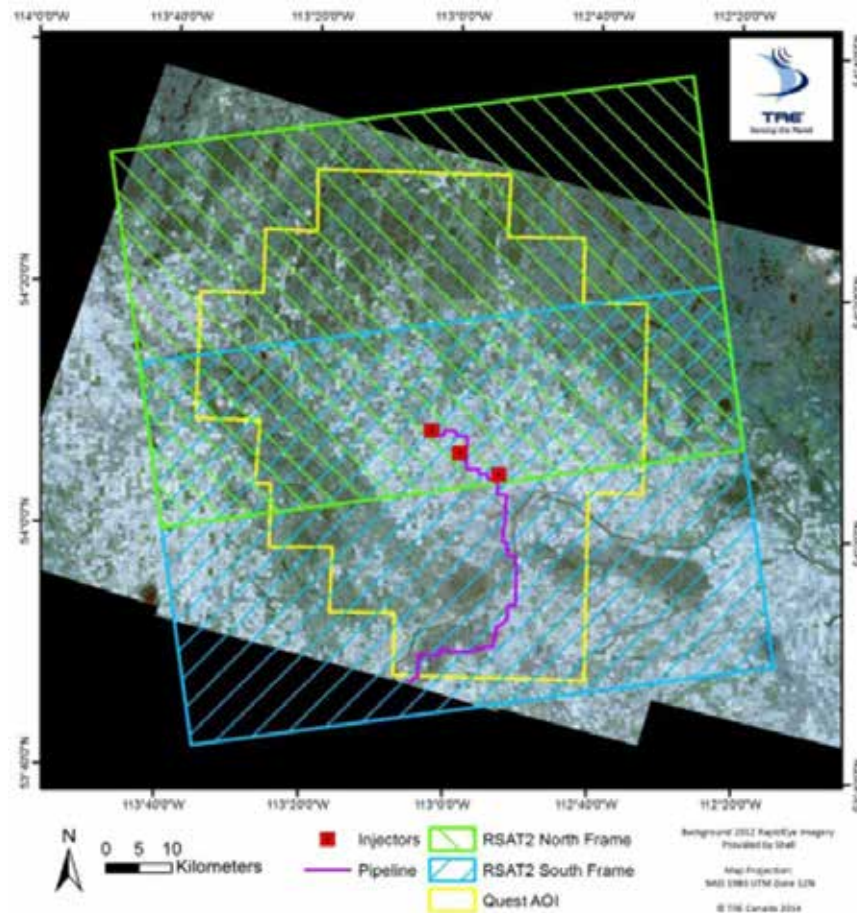 114°0'0"W 113°40'0"W 113°20'0"W 113°0'0"W 112°40'0"W 112°20'0"W
TRE
Sensing the Planet
54°20'0"N
54°0'0"N
53°40'0"N
113°40'0"W 113°20'0"W 113°0'0"W 112°40'0"W 112°20'0"W
N
0 5 10
Kilometers
Injectors
Pipeline
RSAT2 North Frame
RSAT2 South Frame
Quest AOI
Background 2012 RapidEye Imagery
Provided by Shell
Map Projection:
NAD 1983 UTM Zone 12N
© TRE Canada 2014